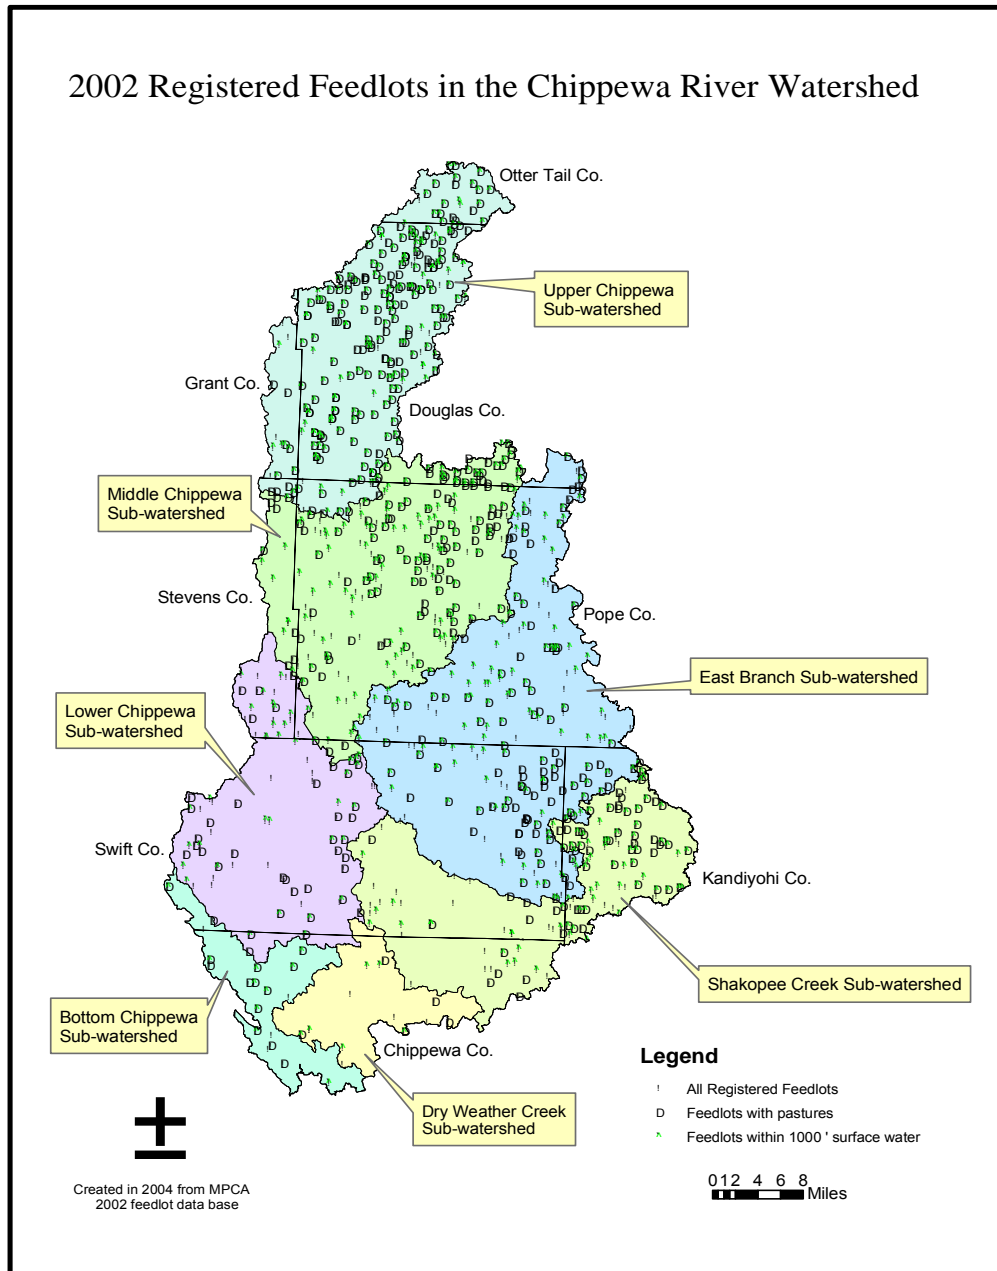 2002 Registered Feedlots in the Chippewa River Watershed
Otter Tail Co.
Upper Chippewa
Sub-watershed
Grant Co.
Douglas Co.
Middle Chippewa
Sub-watershed
Stevens Co.
Pope Co.
East Branch Sub-watershed
Lower Chippewa
Sub-watershed
Swift Co.
Kandiyohi Co.
Shakopee Creek Sub-watershed
Bottom Chippewa
Sub-watershed
Chippewa Co.
Dry Weather Creek
Sub-watershed
Legend
! All Registered Feedlots
D Feedlots with pastures
Feedlots within 1000 ' surface water
±
Created in 2004 from MPCA
2002 feedlot data base
0 1 2 4 6 8
Miles